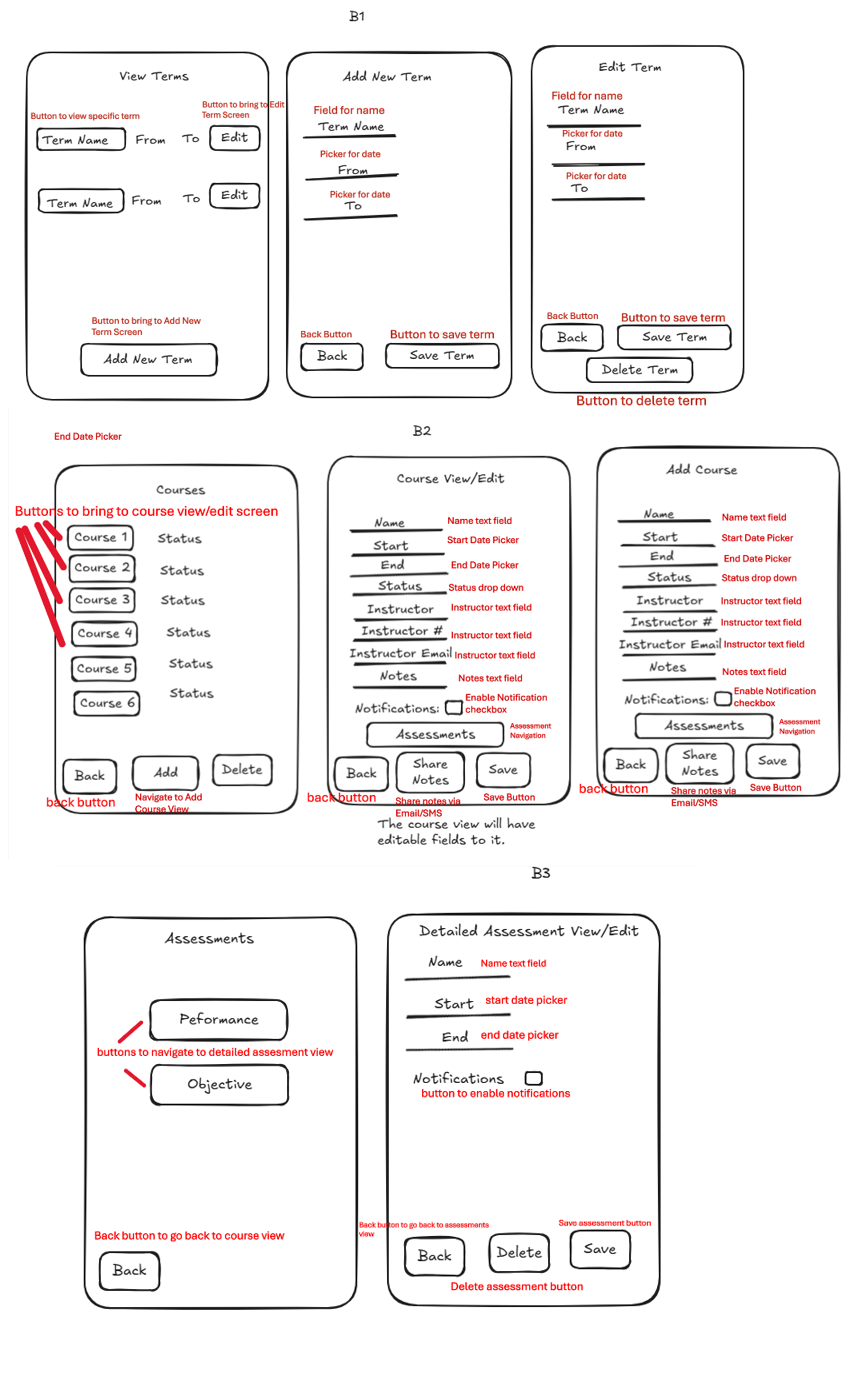 B1
View Terms
Button to view specific term
Button to bring to Edit
Term Screen
Term Name From To Edit
Term Name From To Edit
Button to bring to Add New
Term Screen
Add New Term
Add New Term
Field for name
Term Name
Picker for date
From
Picker for date
To
Back Button
Button to save term
Back
Save Term
Edit Term
Field for name
Term Name
Picker for date
From
Picker for date
To
Back Button
Button to save term
Back
Save Term
Delete Term
Button to delete term
End Date Picker
B2
Courses
Buttons to bring to course view/edit screen
Course 1 Status
Course 2 Status
Course 3 Status
Course 4 Status
Course 5 Status
Course 6 Status
Back
Add
Delete
back button
Navigate to Add
Course View
Course View/Edit
Name Name text field
Start Start Date Picker
End End Date Picker
Status Status drop down
Instructor Instructor text field
Instructor # Instructor text field
Instructor Email Instructor text field
Notes Notes text field
Notifications: Enable Notification
checkbox
Assessments Assessment
Navigation
Back
Share
Notes
Save
back button
Share notes via
Email/SMS
Save Button
The course view will have
editable fields to it.
Add Course
Name Name text field
Start Start Date Picker
End End Date Picker
Status Status drop down
Instructor Instructor text field
Instructor # Instructor text field
Instructor Email Instructor text field
Notes Notes text field
Notifications: Enable Notification
checkbox
Assessments Assessment
Navigation
Back
Share
Notes
Save
back button
Share notes via
Email/SMS
Save Button
B3
Assessments
Peformance
buttons to navigate to detailed assesment view
Objective
Back button to go back to course view
Back
Detailed Assessment View/Edit
Name Name text field
Start start date picker
End end date picker
Notifications
button to enable notifications
Back button to go back to assessments
view
Save assessment button
Back
Delete
Save
Delete assessment button